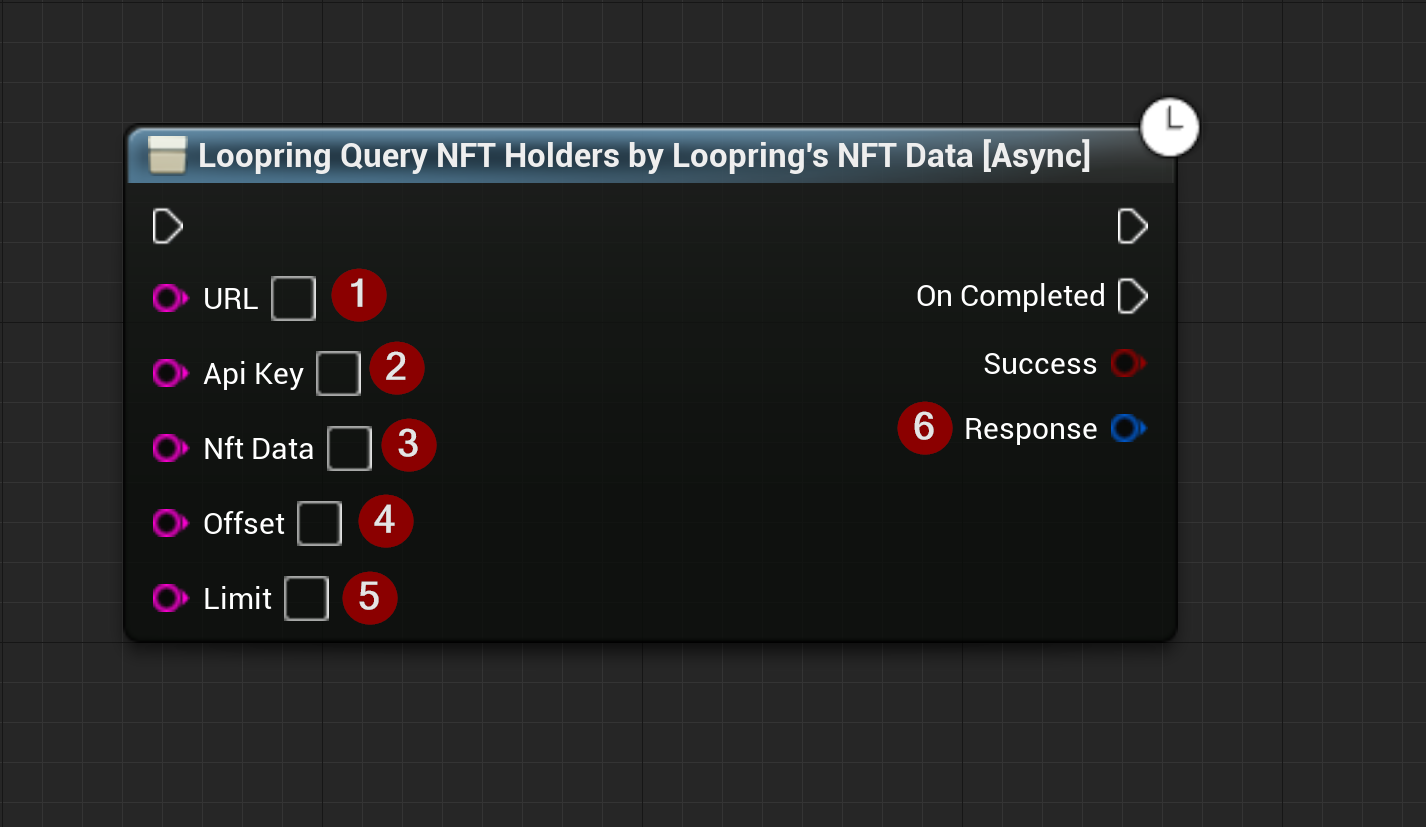 Loopring Query NFT Holders by Loopring's NFT Data [Async]
URL 1
On Completed
Api Key 2
Success
Nft Data 3
6 Response
Offset 4
Limit 5